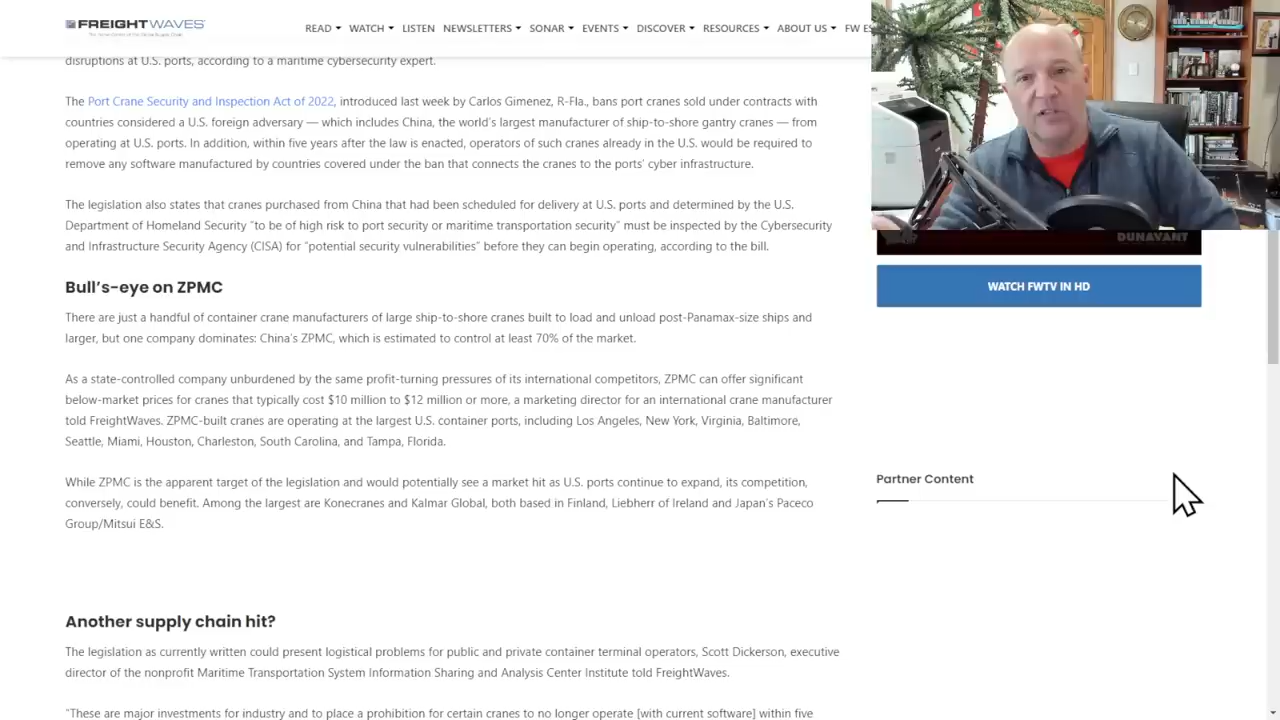 FREIGHTWAVES
READ WATCH LISTEN NEWSLETTERS SONAR EVENTS DISCOVER RESOURCES ABOUT US FW
disruptions at U.S. ports, according to a maritime cybersecurity expert.
The Port Crane Security and Inspection Act of 2022, introduced last week by Carlos Gimenez, R-Fla., bans port cranes sold under contracts with
countries considered a U.S. foreign adversary — which includes China, the world's largest manufacturer of ship-to-shore gantry cranes — from
operating at U.S. ports. In addition, within five years after the law is enacted, operators of such cranes already in the U.S. would be required to
remove any software manufactured by countries covered under the ban that connects the cranes to the ports' cyber infrastructure.
The legislation also states that cranes purchased from China that had been scheduled for delivery at U.S. ports and determined by the U.S.
Department of Homeland Security “to be of high risk to port security or maritime transportation security” must be inspected by the Cybersecurity
and Infrastructure Security Agency (CISA) for “potential security vulnerabilities” before they can begin operating, according to the bill.
DUNAVANT
WATCH FWTV IN HD
Bull’s-eye on ZPMC
There are just a handful of container crane manufacturers of large ship-to-shore cranes built to load and unload post-Panamax-size ships and
larger, but one company dominates: China’s ZPMC, which is estimated to control at least 70% of the market.
As a state-controlled company unburdened by the same profit-turning pressures of its international competitors, ZPMC can offer significant
below-market prices for cranes that typically cost $10 million to $12 million or more, a marketing director for an international crane manufacturer
told FreightWaves. ZPMC-built cranes are operating at the largest U.S. container ports, including Los Angeles, New York, Virginia, Baltimore,
Seattle, Miami, Houston, Charleston, South Carolina, and Tampa, Florida.
While ZPMC is the apparent target of the legislation and would potentially see a market hit as U.S. ports continue to expand, its competition,
conversely, could benefit. Among the largest are Konecranes and Kalmar Global, both based in Finland, Liebherr of Ireland and Japan’s Paceco
Group/Mitsui E&S.
Partner Content
Another supply chain hit?
The legislation as currently written could present logistical problems for public and private container terminal operators, Scott Dickerson, executive
director of the nonprofit Maritime Transportation System Information Sharing and Analysis Center Institute told FreightWaves.
“These are major investments for industry and to place a prohibition for certain cranes to no longer operate [with current software] within five